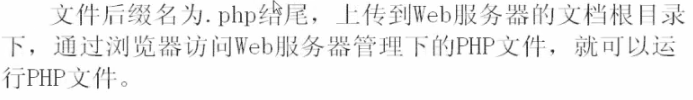 文件后缀名为.php结尾，上传到Web服务器的文档根目录
下，通过浏览器访问Web服务器管理下的PHP文件，就可以运
行PHP文件。